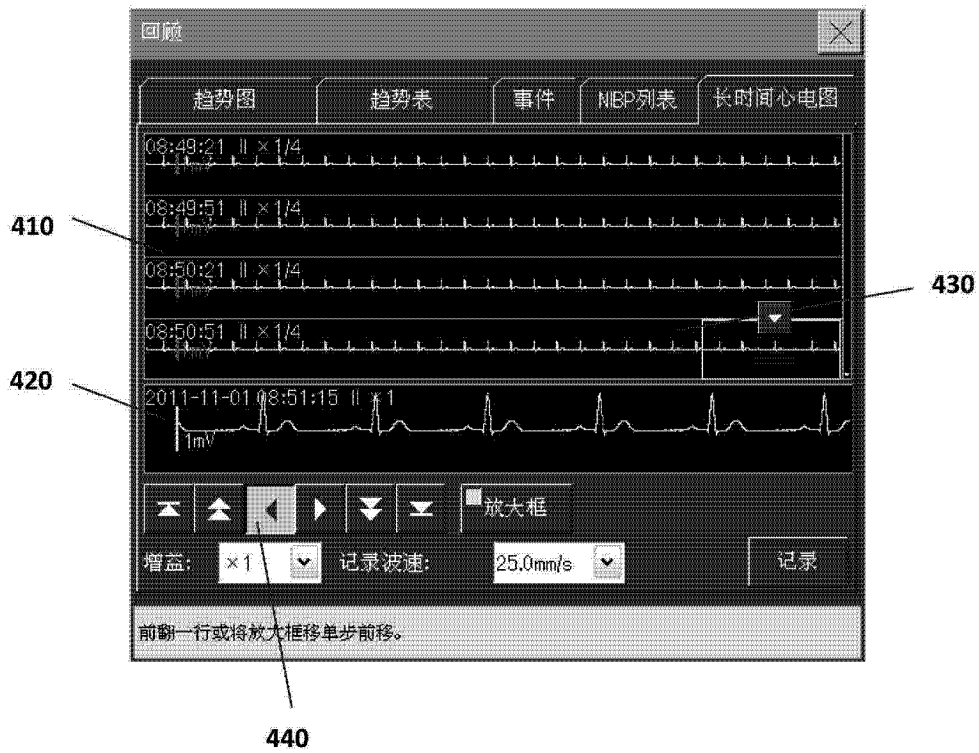 回顾
趋势图 趋势表 事件 NIBP列表 长时间心电图
08:49:21 II ×1/4
1mV
08:49:51 II ×1/4
1mV
410
08:50:21 II ×1/4
1mV
430
08:50:51 II ×1/4
1mV
420
2011-11-01 08:51:15 II ×1
1mV
放大框
增益: ×1 记录波速: 25.0mm/s 记录
前翻一行或将放大框移单步前移。
440